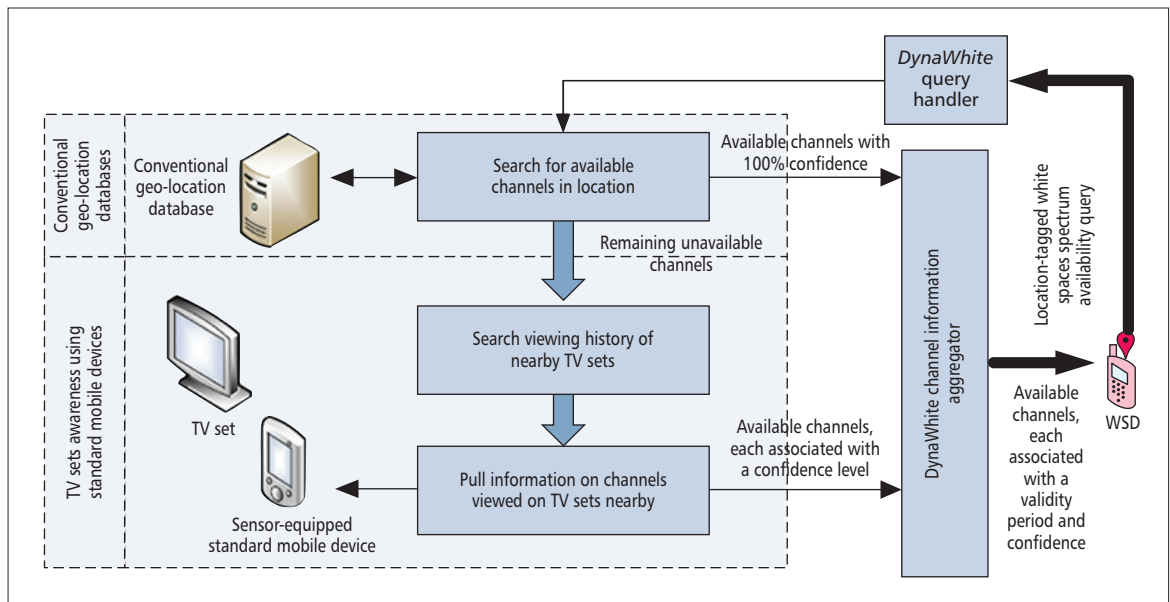 DynaWhite
query
handler
Conventional
geo-location
databases
Conventional
geo-location
database
Search for available
channels in location
Available channels with
100% confidence
Remaining unavailable
channels
TV sets awareness using
standard mobile devices
TV set
Search viewing history of
nearby TV sets
Sensor-equipped
standard mobile device
Pull information on channels
viewed on TV sets nearby
Available channels,
each associated with
a confidence level
DynaWhite channel information
aggregator
Location-tagged white
spaces spectrum
availability query
WSD
Available
channels,
each
associated
with a
validity
period and
confidence